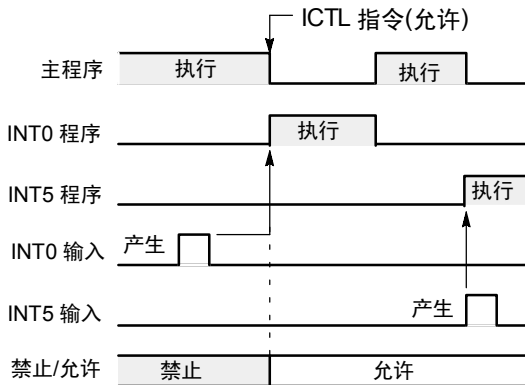 ICTL 指令(允许)
主程序 执行 执行
INT0 程序 执行
INT5 程序 执行
INT0 输入 产生
INT5 输入 产生
禁止/允许 禁止 允许